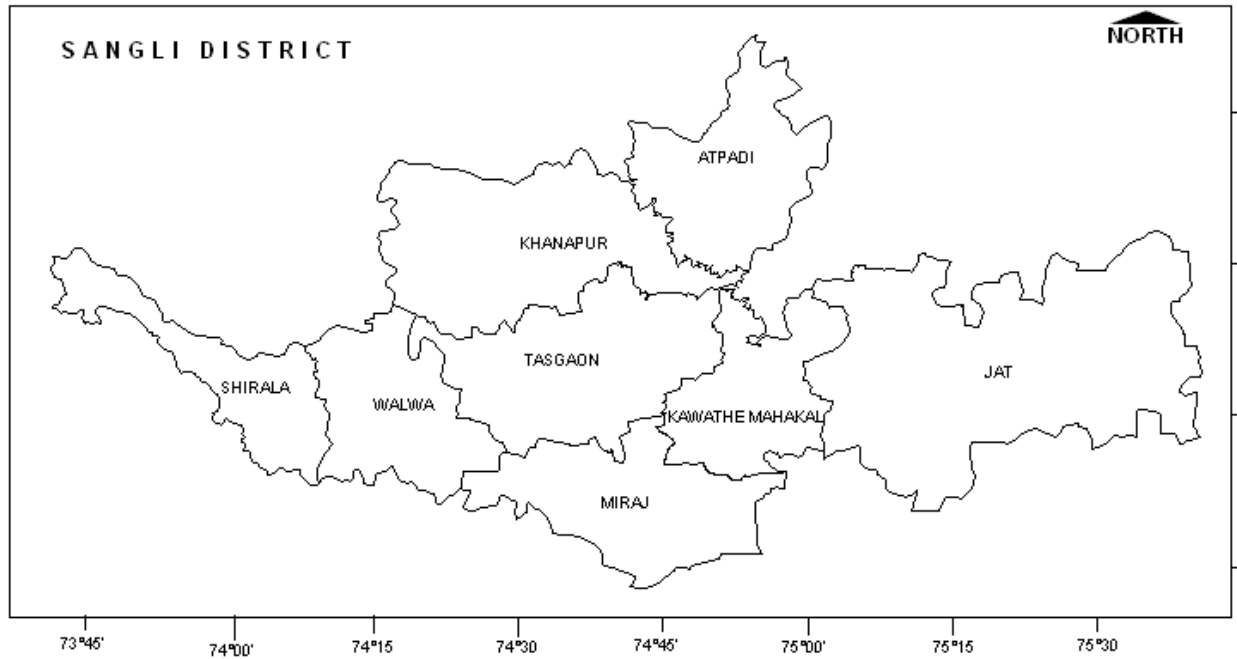 SANGLI DISTRICT
NORTH
ATPADI
KHANAPUR
TASGAON
JAT
SHIRALA
WALWA
KAWATHE MAHAKAL
MIRAJ
73°45' 74°00' 74°15' 74°30 74°45' 75°00' 75°15' 75°30